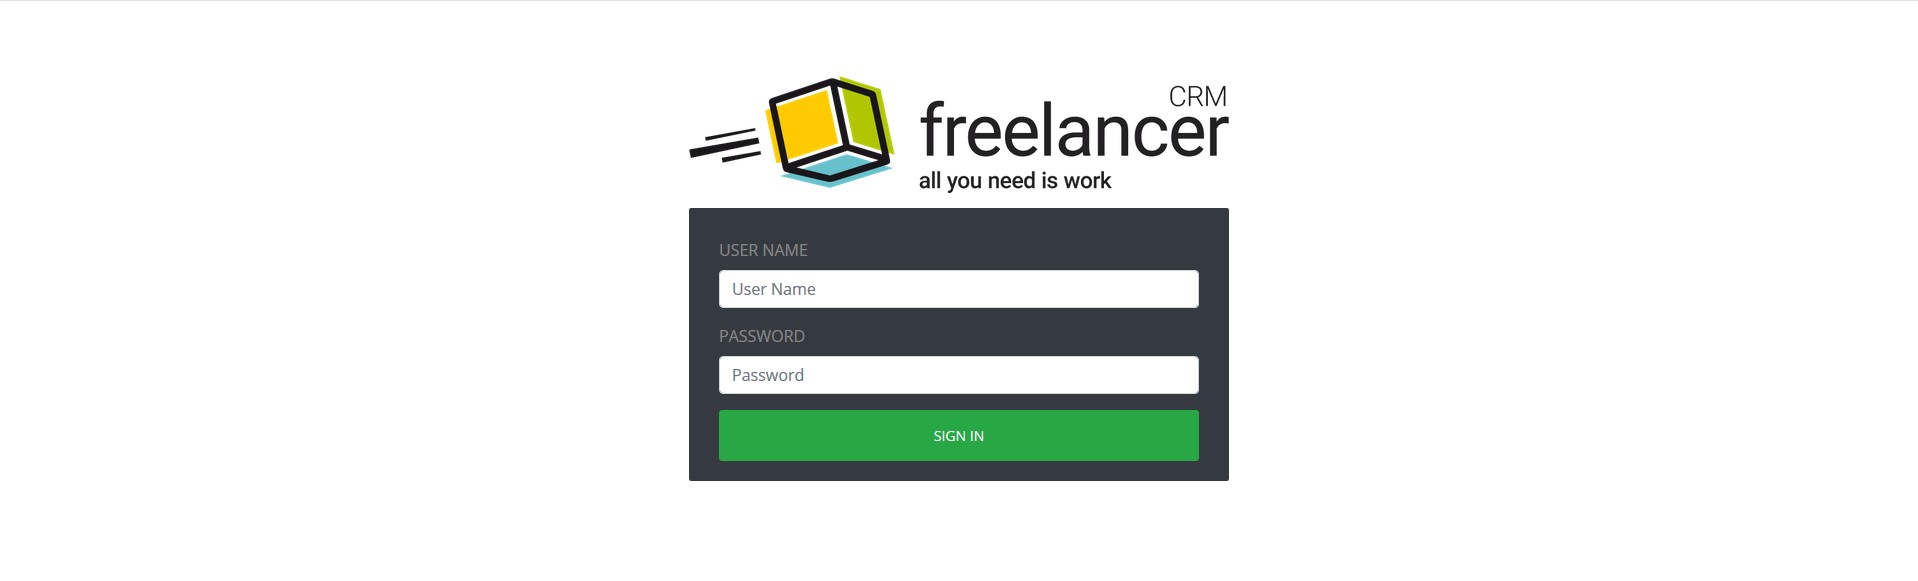 CRM
freelancer
all you need is work
USER NAME
User Name
PASSWORD
Password
SIGN IN